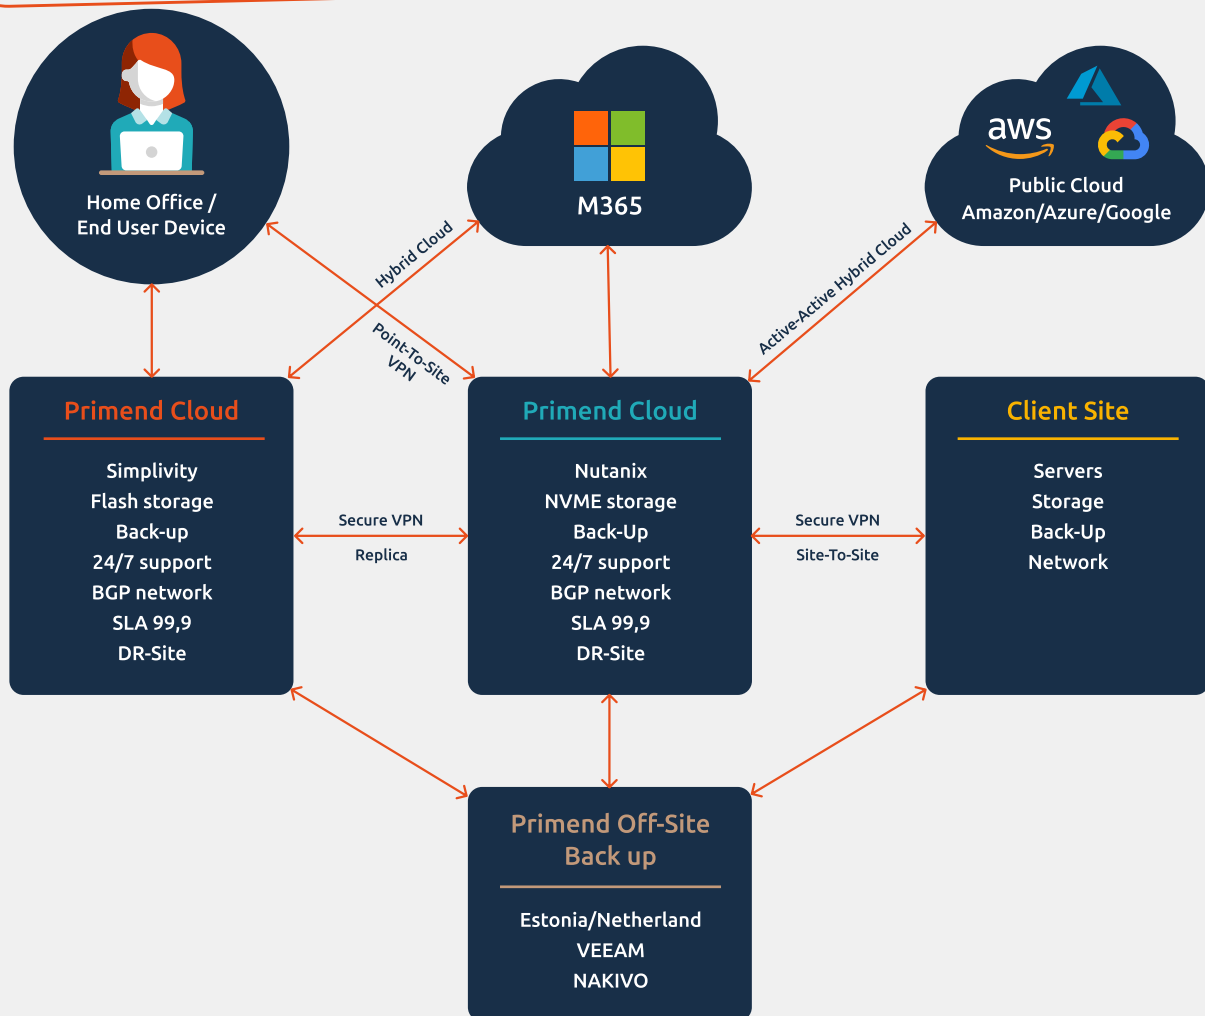 Home Office /
End User Device
M365
aws
Public Cloud
Amazon/Azure/Google
Hybrid Cloud
Point-To-Site
VPN
Active-Active Hybrid Cloud
Primend Cloud
Simplivity
Flash storage
Back-up
24/7 support
BGP network
SLA 99,9
DR-Site
Secure VPN
Replica
Primend Cloud
Nutanix
NVME storage
Back-Up
24/7 support
BGP network
SLA 99,9
DR-Site
Secure VPN
Site-To-Site
Client Site
Servers
Storage
Back-Up
Network
Primend Off-Site
Back up
Estonia/Netherland
VEEAM
NAKIVO